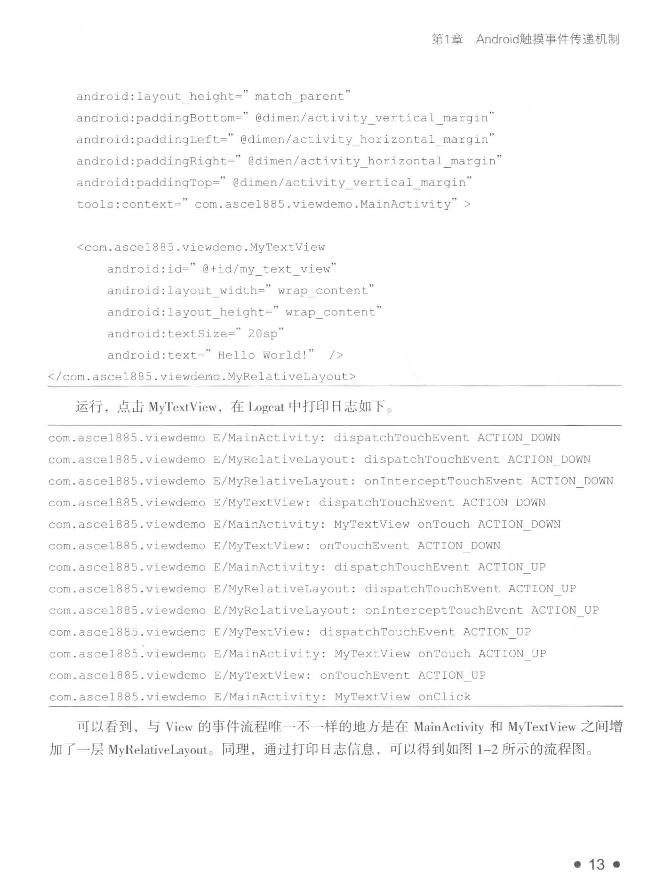 第1章 Android触摸事件传递机制
android:layout_height=”match_parent”
android:paddingBottom=”@dimen/activity_vertical_margin”
android:paddingLeft=”@dimen/activity_horizontal_margin”
android:paddingRight=”@dimen/activity_horizontal_margin”
android:paddingTop=”@dimen/activity_vertical_margin”
tools:context=”com.asce1885.viewdemo.MainActivity”>
<com.asce1885.viewdemo.MyTextView
android:id=”@+id/my_text_view”
android:layout_width=”wrap_content”
android:layout_height=”wrap_content”
android:textSize=”20sp”
android:text=”Hello World!” />
</com.asce1885.viewdemo.MyRelativeLayout>
运行，点击 MyTextView，在 Logcat 中打印日志如下。
com.asce1885.viewdemo E/MainActivity: dispatchTouchEvent ACTION_DOWN
com.asce1885.viewdemo E/MyRelativeLayout: dispatchTouchEvent ACTION_DOWN
com.asce1885.viewdemo E/MyRelativeLayout: onInterceptTouchEvent ACTION_DOWN
com.asce1885.viewdemo E/MyTextView: dispatchTouchEvent ACTION_DOWN
com.asce1885.viewdemo E/MainActivity: MyTextView onTouch ACTION_DOWN
com.asce1885.viewdemo E/MyTextView: onTouchEvent ACTION_DOWN
com.asce1885.viewdemo E/MainActivity: dispatchTouchEvent ACTION_UP
com.asce1885.viewdemo E/MyRelativeLayout: dispatchTouchEvent ACTION_UP
com.asce1885.viewdemo E/MyRelativeLayout: onInterceptTouchEvent ACTION_UP
com.asce1885.viewdemo E/MyTextView: dispatchTouchEvent ACTION_UP
com.asce1885.viewdemo E/MainActivity: MyTextView onTouch ACTION_UP
com.asce1885.viewdemo E/MyTextView: onTouchEvent ACTION_UP
com.asce1885.viewdemo E/MainActivity: MyTextView onClick
可以看到，与 View 的事件流程唯一不一样的地方是在 MainActivity 和 MyTextView 之间增
加了一层 MyRelativeLayout。同理，通过打印日志信息，可以得到如图 1-2 所示的流程图。
● 13 ●